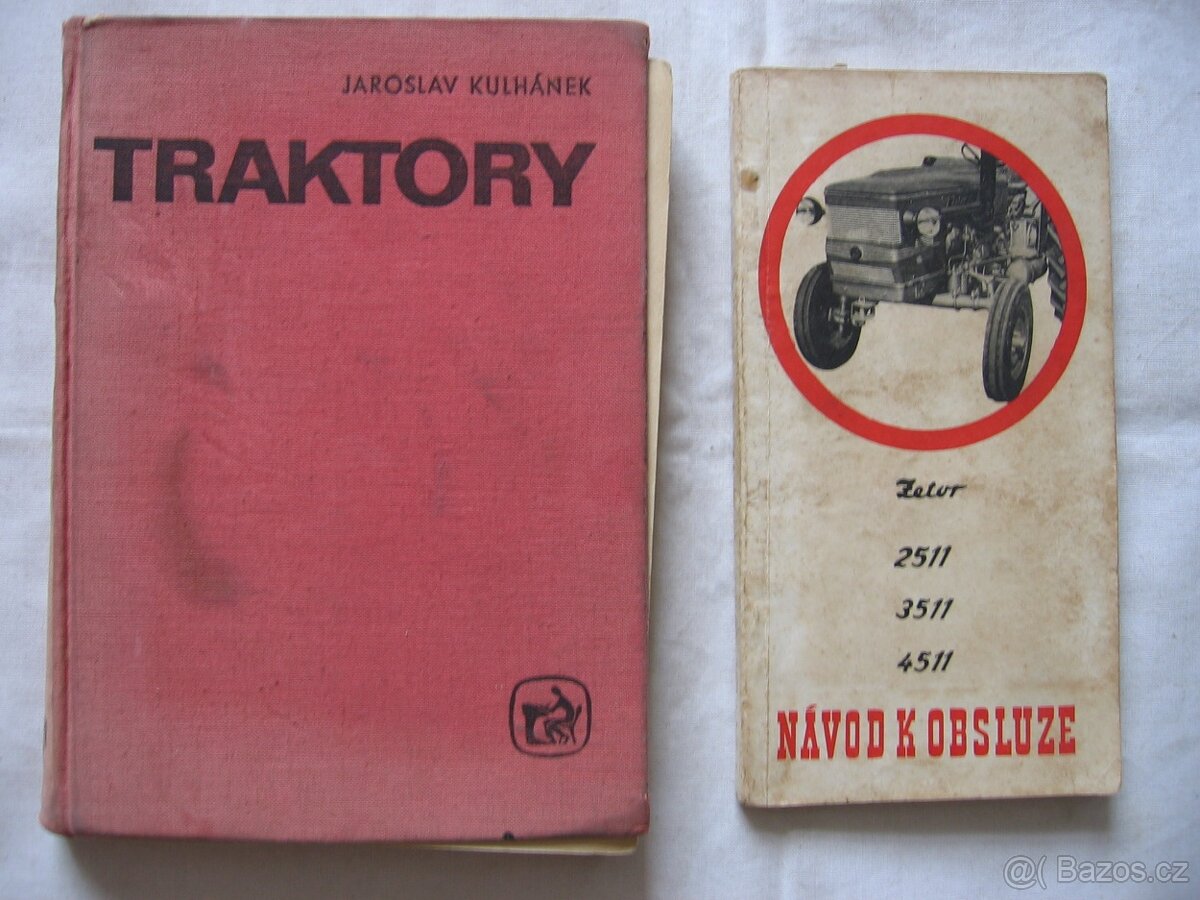 JAROSLAV KULHÁNEK
TRAKTORY
Zetor
2511
3511
4511
NÁVOD K OBSLUZE
@( Bazos.cz